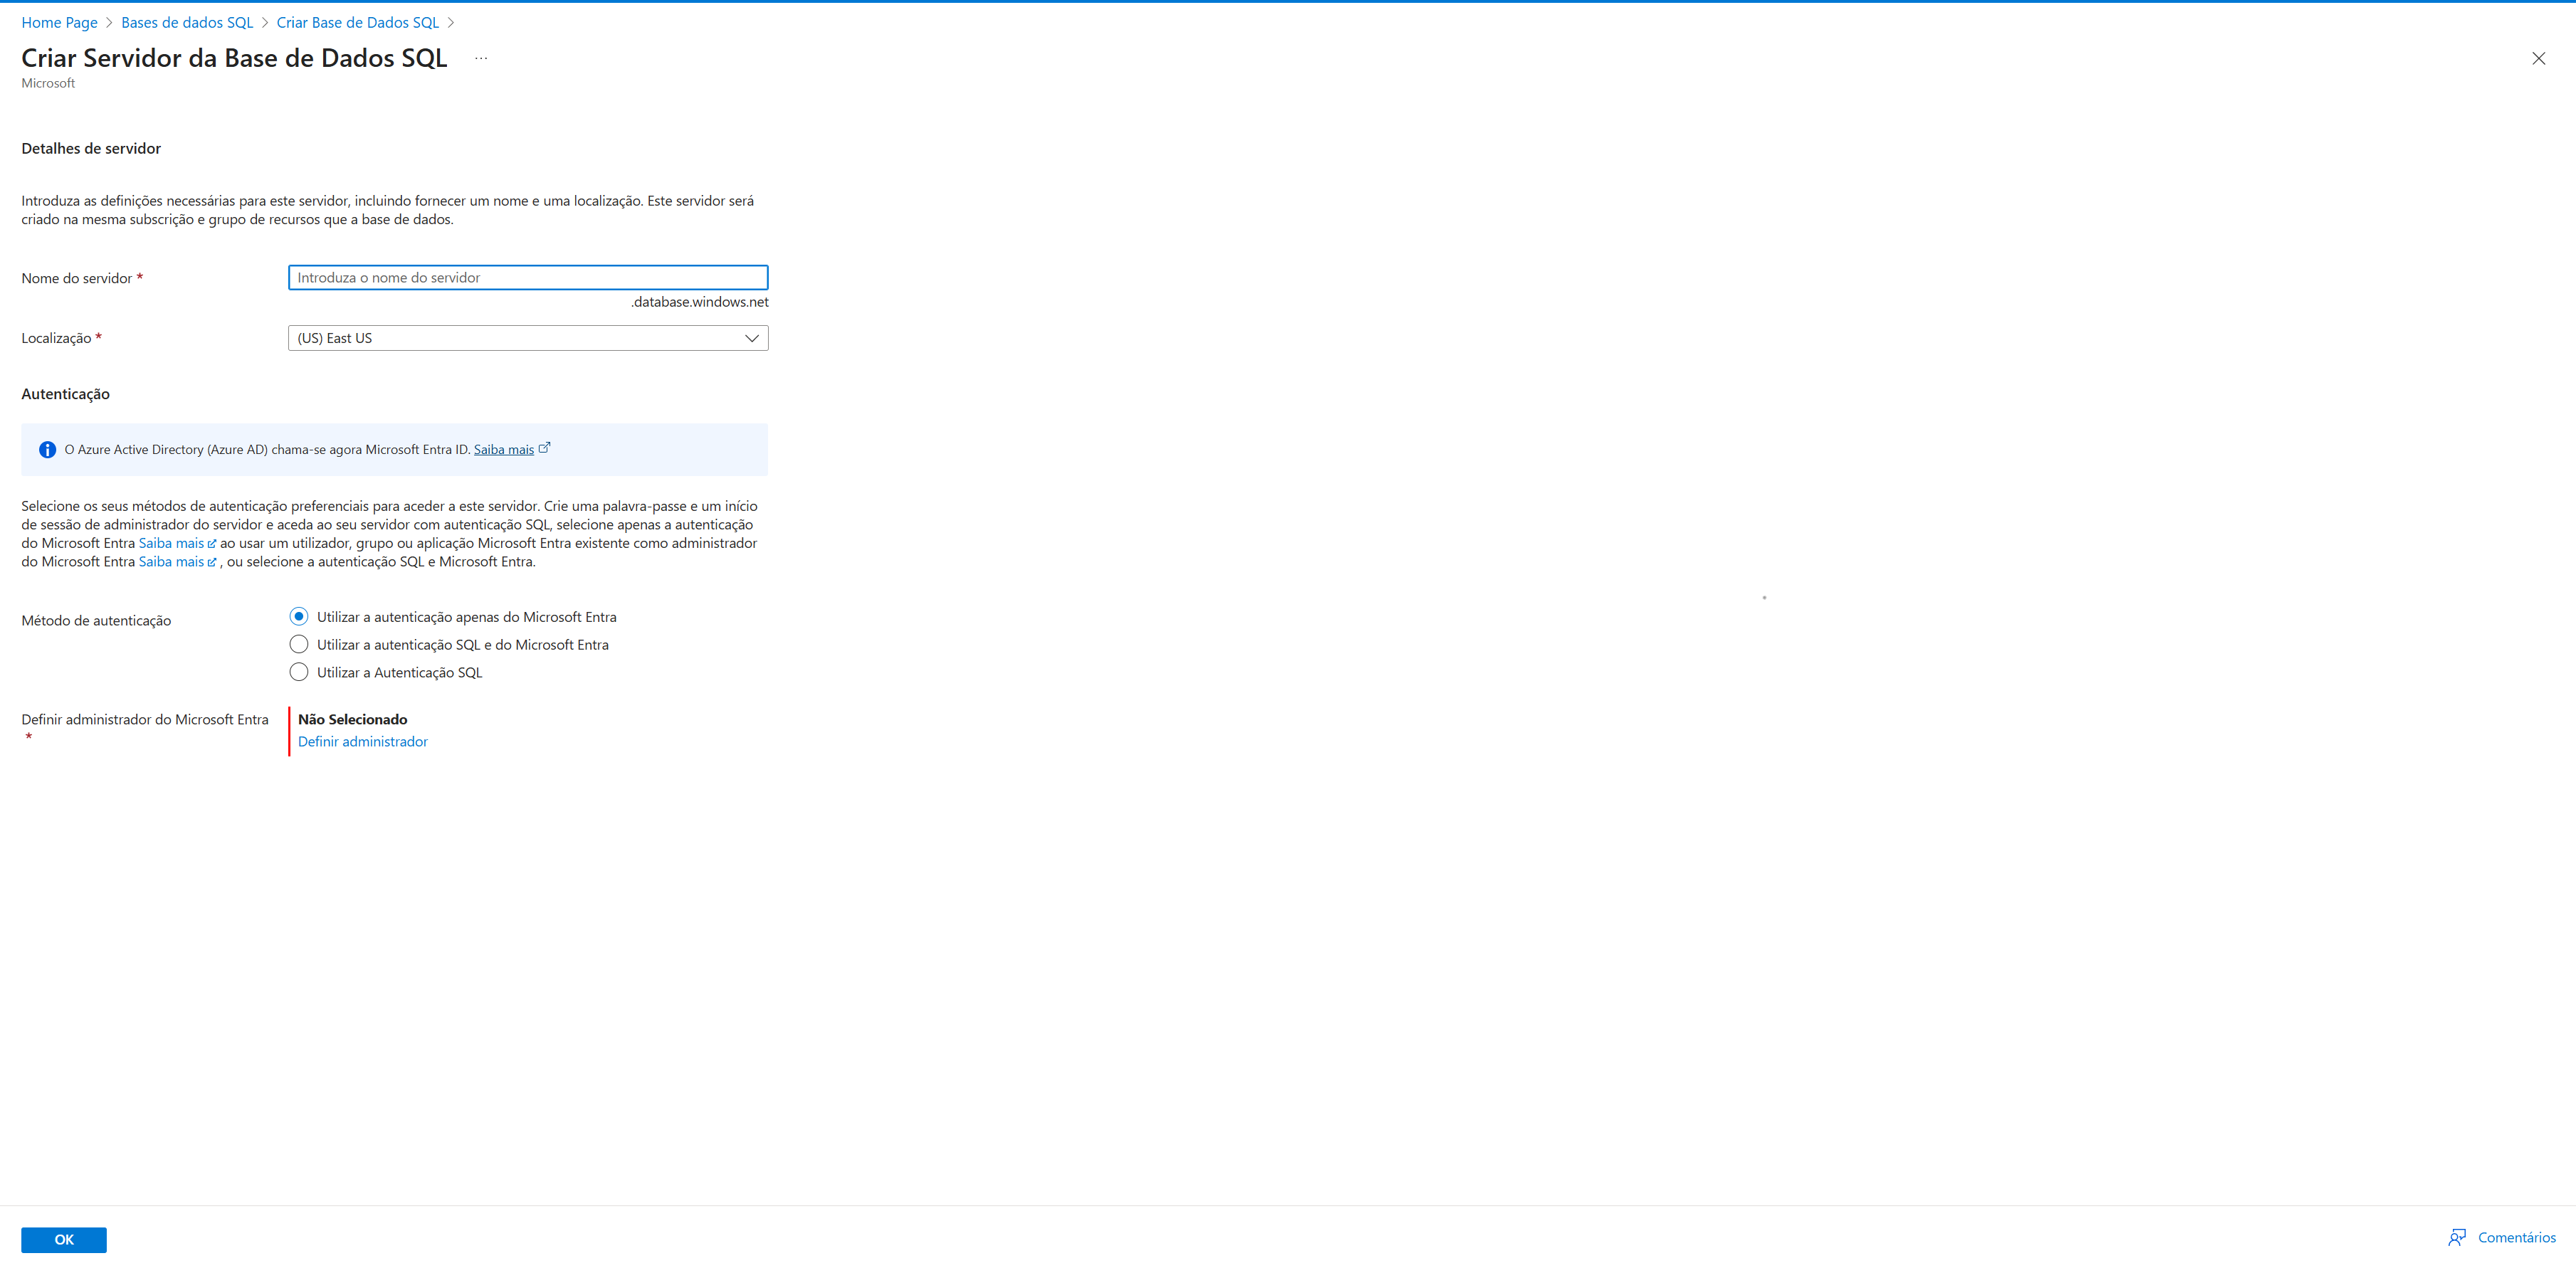 Home Page > Bases de dados SQL > Criar Base de Dados SQL >
Criar Servidor da Base de Dados SQL ...
Microsoft
Detalhes de servidor
Introduza as definições necessárias para este servidor, incluindo fornecer um nome e uma localização. Este servidor será
criado na mesma subscrição e grupo de recursos que a base de dados.
Nome do servidor *
Introduza o nome do servidor
.database.windows.net
Localização *
(US) East US
Autenticação
O Azure Active Directory (Azure AD) chama-se agora Microsoft Entra ID. Saiba mais
Selecione os seus métodos de autenticação preferenciais para aceder a este servidor. Crie uma palavra-passe e um início
de sessão de administrador do servidor e aceda ao seu servidor com autenticação SQL, selecione apenas a autenticação
do Microsoft Entra Saiba mais ao usar um utilizador, grupo ou aplicação Microsoft Entra existente como administrador
do Microsoft Entra Saiba mais , ou selecione a autenticação SQL e Microsoft Entra.
Método de autenticação
Utilizar a autenticação apenas do Microsoft Entra
Utilizar a autenticação SQL e do Microsoft Entra
Utilizar a Autenticação SQL
Definir administrador do Microsoft Entra
*
Não Selecionado
Definir administrador
OK
Comentários